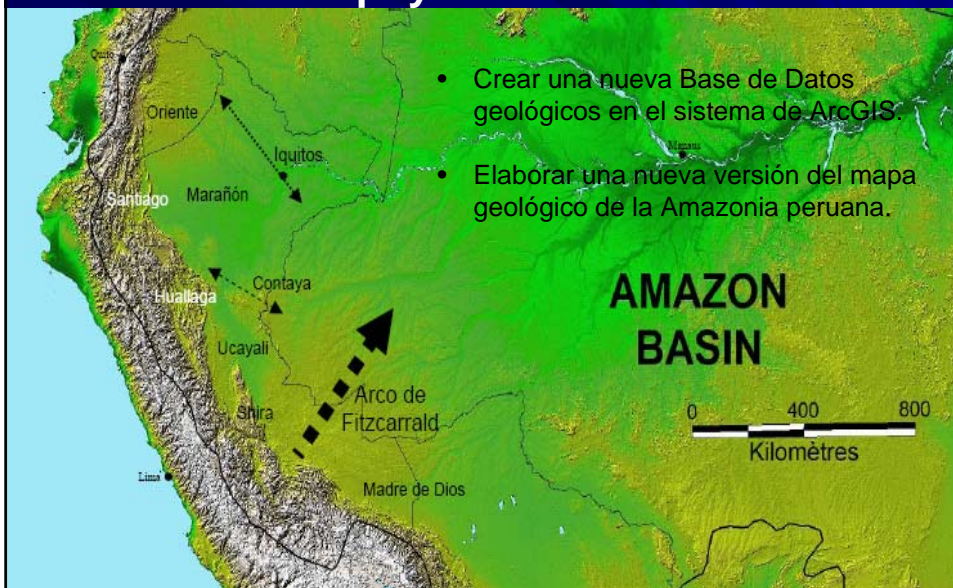 • Crear una nueva Base de Datos
geológicos en el sistema de ArcGIS.
• Elaborar una nueva versión del mapa
geológico de la Amazonia peruana.
Quito
Oriente
Iquitos
Manaus
Santiago
Marañón
Huallaga
Contaya
Ucayali
Shira
Arco de
Fitzcarrald
Lima
Madre de Dios
AMAZON
BASIN
0 400 800
Kilomètres